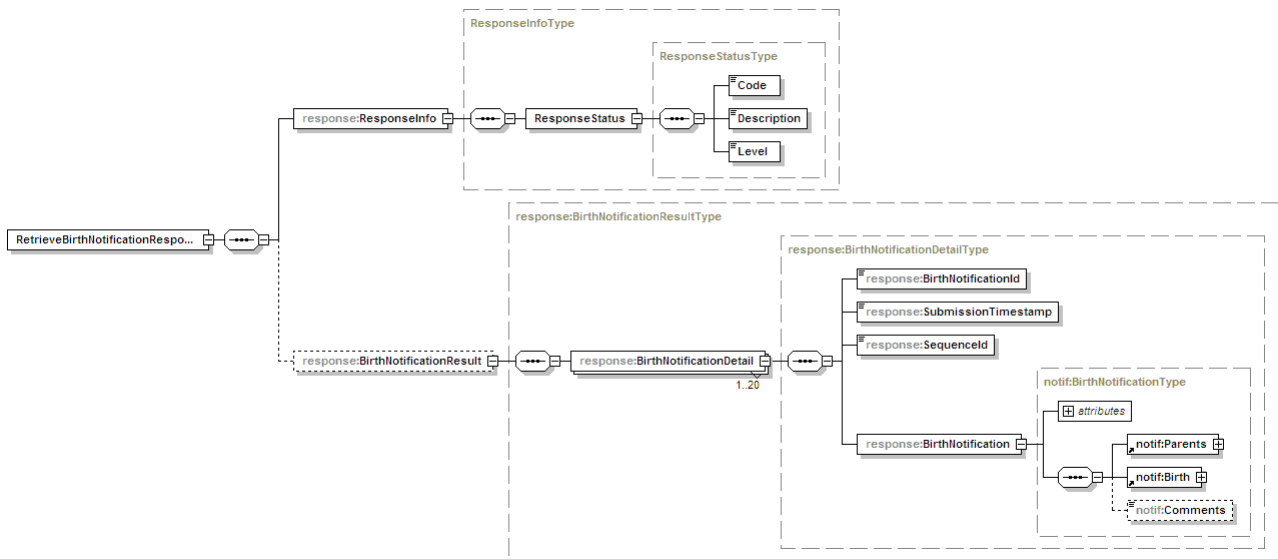 ResponseInfoType
ResponseStatusType
Code
response:ResponseInfo
ResponseStatus
Description
Level
response:BirthNotificationResultType
RetrieveBirthNotificationRespo...
response:BirthNotificationDetailType
response:BirthNotificationId
response:SubmissionTimestamp
response:SequenceId
response:BirthNotificationResult
response:BirthNotificationDetail
1..20
notif:BirthNotificationType
attributes
response:BirthNotification
notif:Parents
notif:Birth
notif:Comments